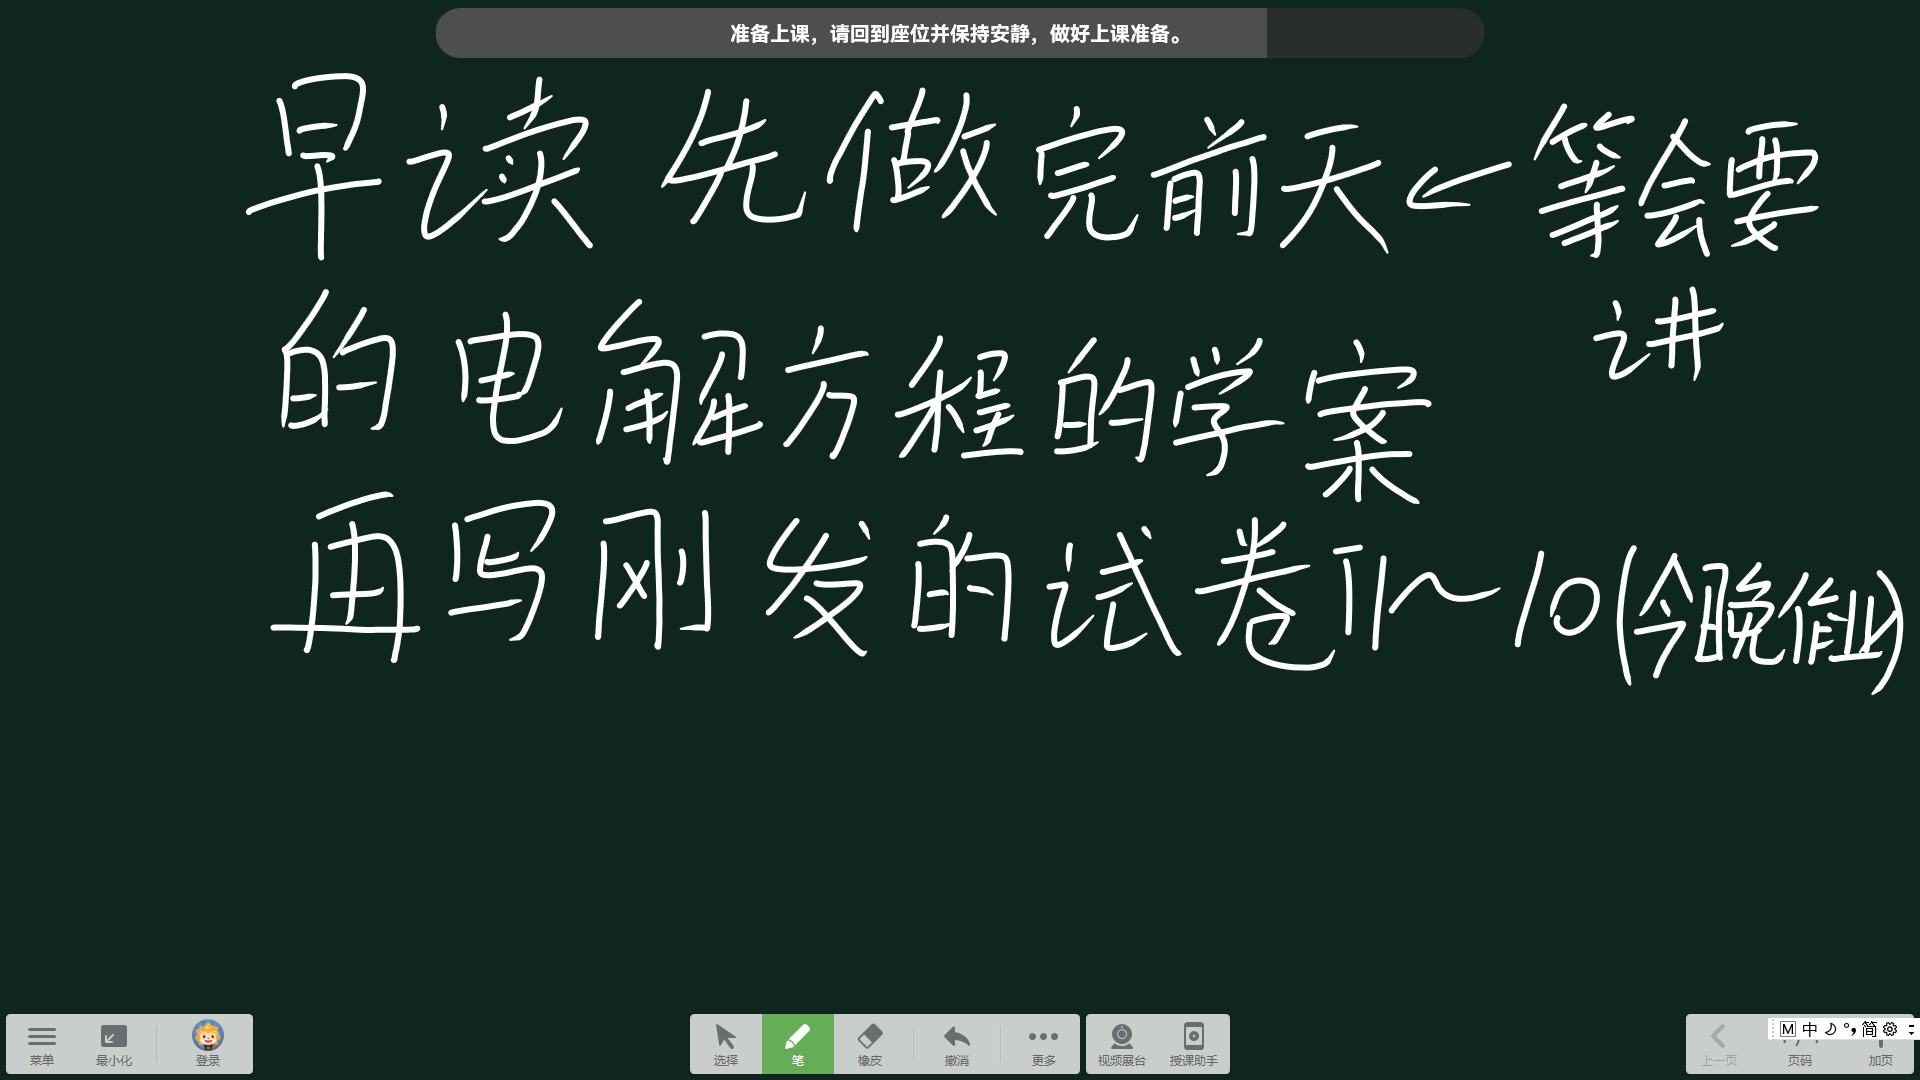 准备上课，请回到座位并保持安静，做好上课准备。
早读 先做完前天←等会要讲
的电解方程的学案
再写刚发的试卷T1～10(今晚作业)
菜单
最小化
登录
选择
笔
橡皮
撤消
更多
视频展台
授课助手
上一页
页码
加页
M 中 简